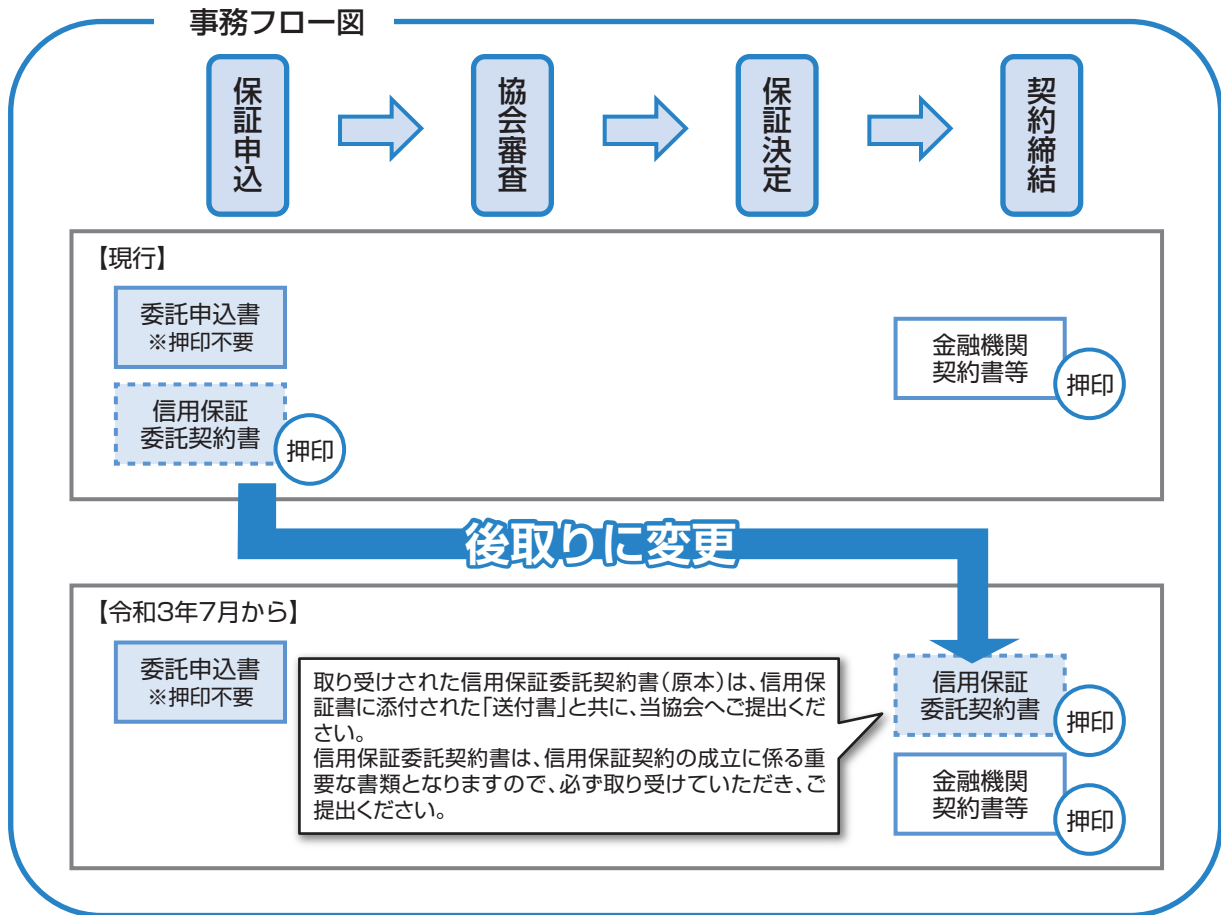 事務フロー図
保証申込
協会審査
保証決定
契約締結
【現行】
委託申込書
※押印不要
信用保証
委託契約書
押印
金融機関
契約書等
押印
後取りに変更
【令和3年7月から】
委託申込書
※押印不要
取り受けされた信用保証委託契約書(原本)は、信用保
証書に添付された「送付書」と共に、当協会へご提出くだ
さい。
信用保証委託契約書は、信用保証契約の成立に係る重
要な書類となりますので、必ず取り受けていただき、ご
提出ください。
信用保証
委託契約書
押印
金融機関
契約書等
押印